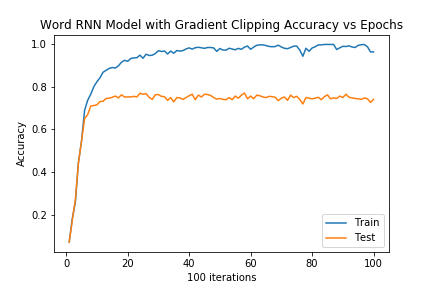 Word RNN Model with Gradient Clipping Accuracy vs Epochs
1.0
0.8
0.6
0.4
0.2
Accuracy
0
20
40
60
80
100
100 iterations
Train
Test